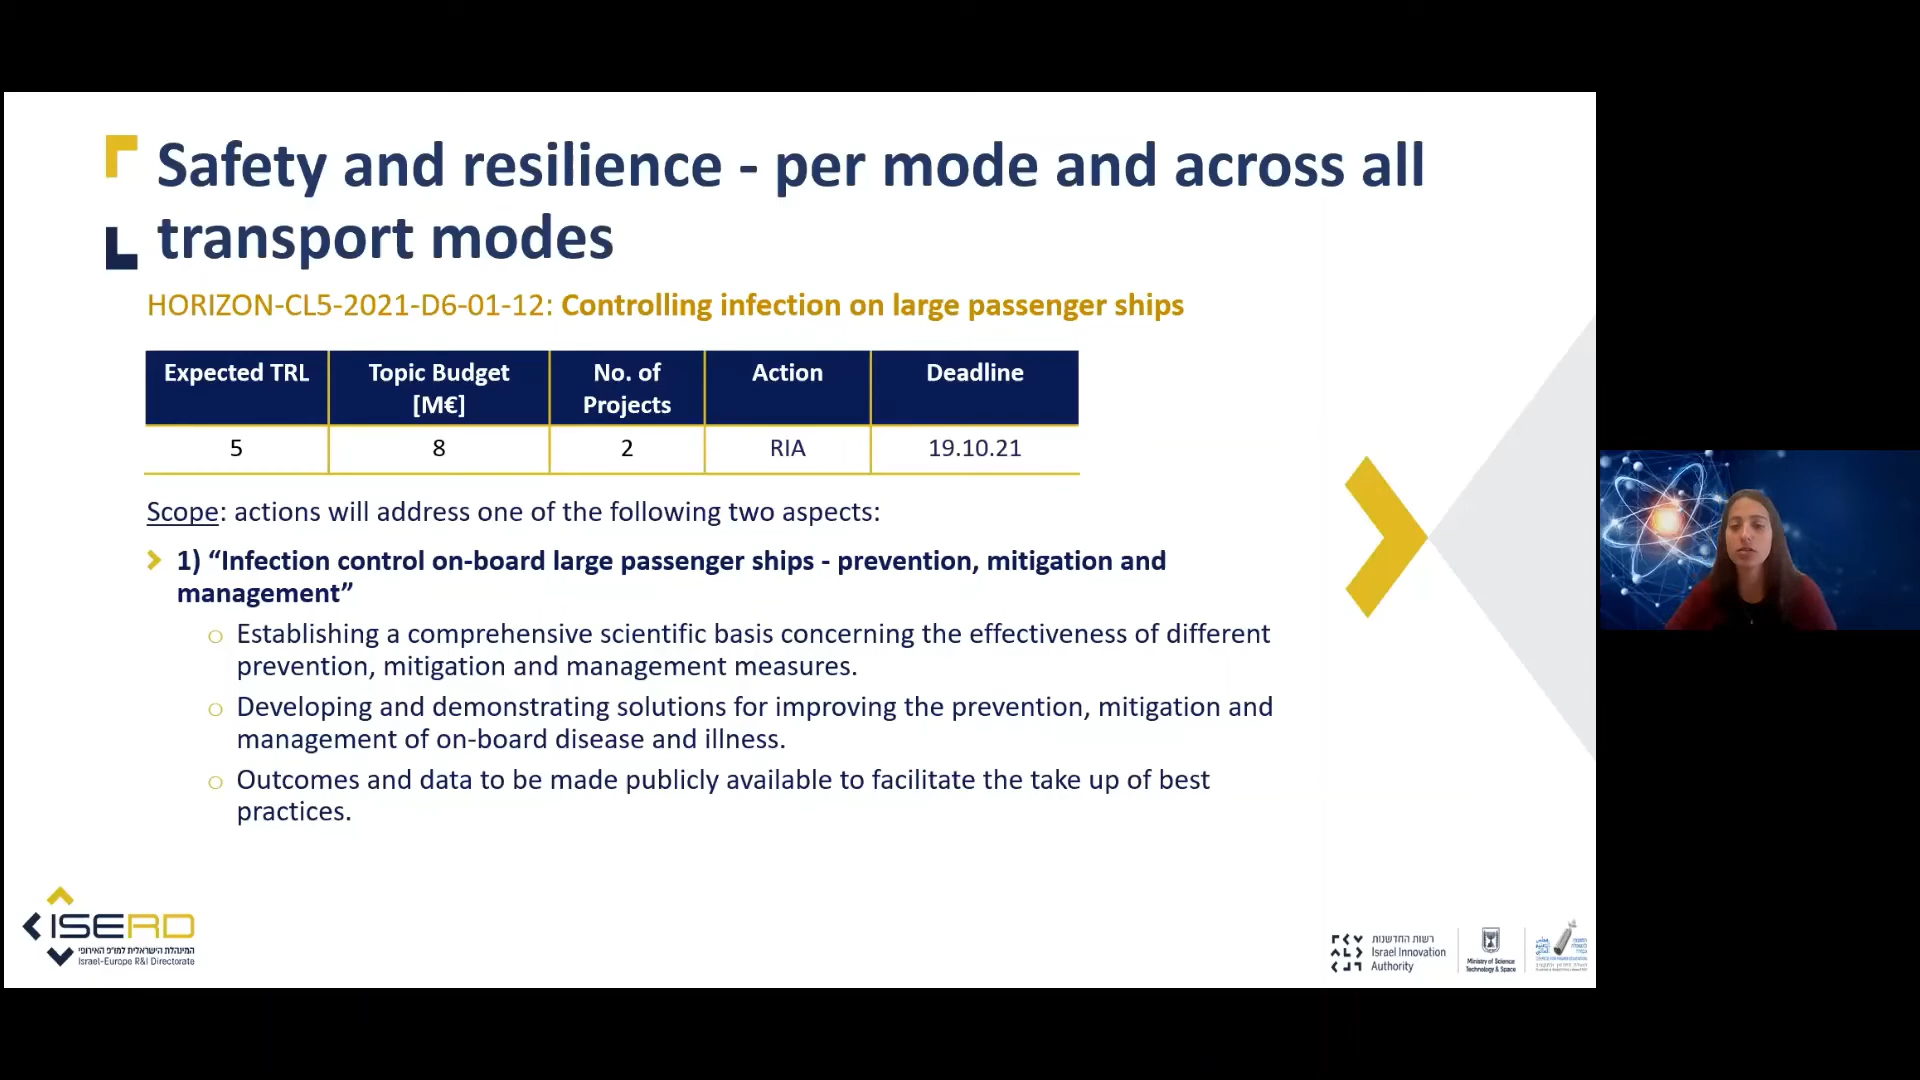 Safety and resilience - per mode and across all
transport modes
HORIZON-CL5-2021-D6-01-12: Controlling infection on large passenger ships
Expected TRL
Topic Budget
[M€]
No. of
Projects
Action
Deadline
5
8
2
RIA
19.10.21
Scope: actions will address one of the following two aspects:
1) “Infection control on-board large passenger ships - prevention, mitigation and
management”
Establishing a comprehensive scientific basis concerning the effectiveness of different
prevention, mitigation and management measures.
Developing and demonstrating solutions for improving the prevention, mitigation and
management of on-board disease and illness.
Outcomes and data to be made publicly available to facilitate the take up of best
practices.
ISERD
המינהלת הישראלית למו״פ האירופי
Israel-Europe R&I Directorate
רשות החדשנות
Israel Innovation
Authority
Ministry of Science
Technology & Space